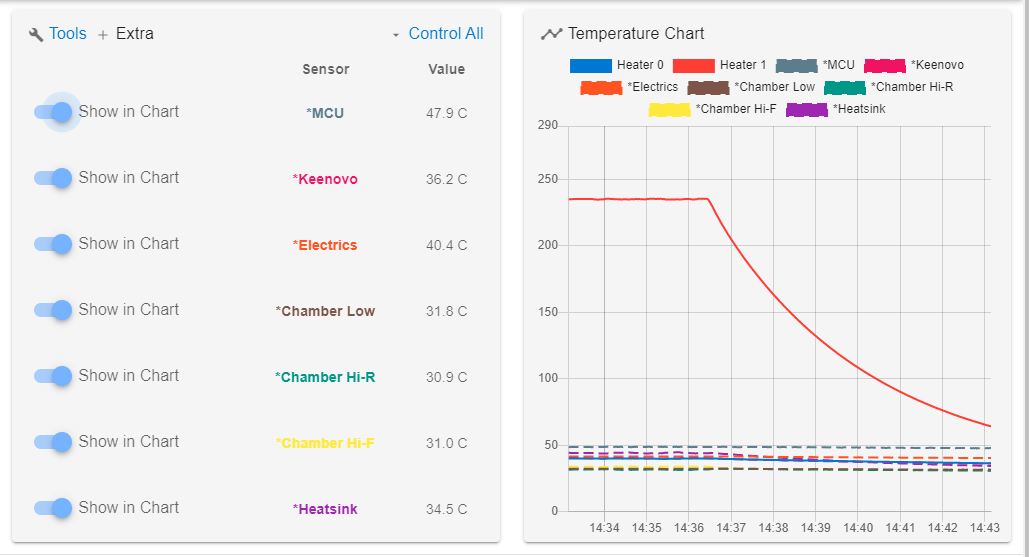 Tools + Extra Control All
Sensor Value
Show in Chart *MCU 47.9 C
Show in Chart *Keenovo 36.2 C
Show in Chart *Electrics 40.4 C
Show in Chart *Chamber Low 31.8 C
Show in Chart *Chamber Hi-R 30.9 C
Show in Chart *Chamber Hi-F 31.0 C
Show in Chart *Heatsink 34.5 C
Temperature Chart
Heater 0 Heater 1 *MCU *Keenovo
*Electrics *Chamber Low *Chamber Hi-R
*Chamber Hi-F *Heatsink
290
250
200
150
100
50
0
14:34 14:35 14:36 14:37 14:38 14:39 14:40 14:41 14:42 14:43